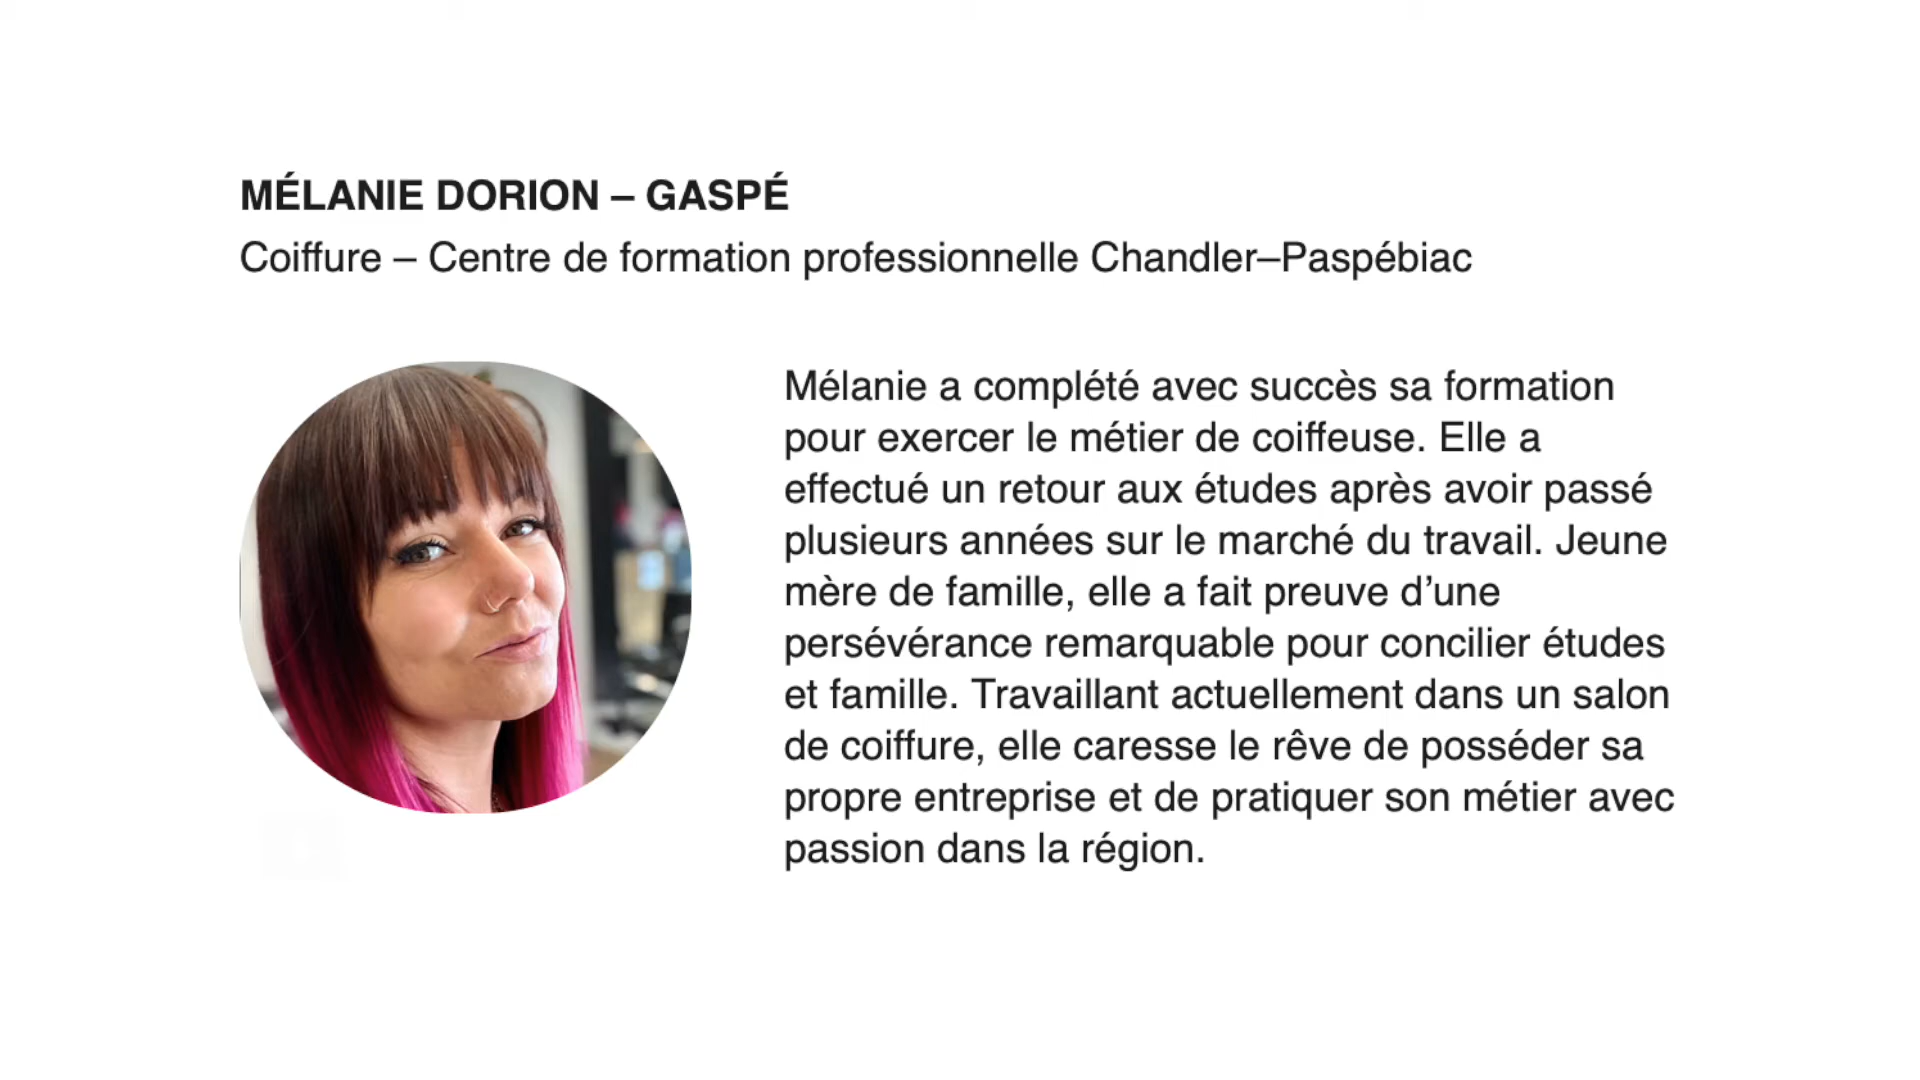 MÉLANIE DORION – GASPÉ
Coiffure – Centre de formation professionnelle Chandler–Paspébiac
Mélanie a complété avec succès sa formation
pour exercer le métier de coiffeuse. Elle a
effectué un retour aux études après avoir passé
plusieurs années sur le marché du travail. Jeune
mère de famille, elle a fait preuve d’une
persévérance remarquable pour concilier études
et famille. Travaillant actuellement dans un salon
de coiffure, elle caresse le rêve de posséder sa
propre entreprise et de pratiquer son métier avec
passion dans la région.